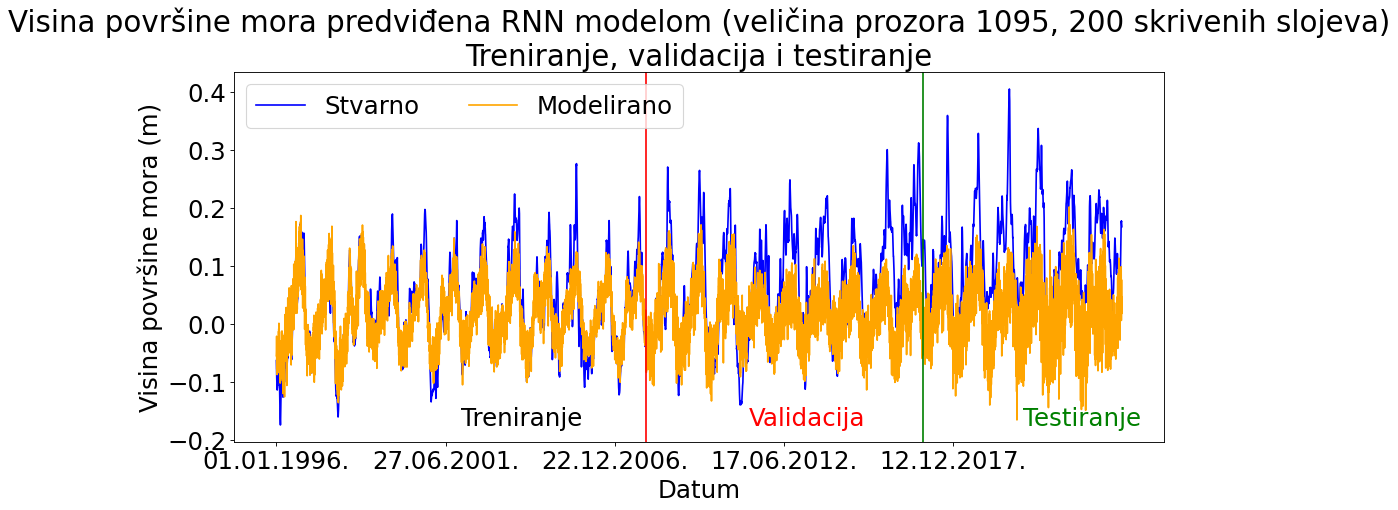 Visina površine mora predviđena RNN modelom (veličina prozora 1095, 200 skrivenih slojeva)
Treniranje, validacija i testiranje
Stvarno
Modelirano
Visina površine mora (m)
0.4
0.3
0.2
0.1
0.0
−0.1
−0.2
Treniranje
Validacija
Testiranje
01.01.1996.
27.06.2001.
22.12.2006.
17.06.2012.
12.12.2017.
Datum